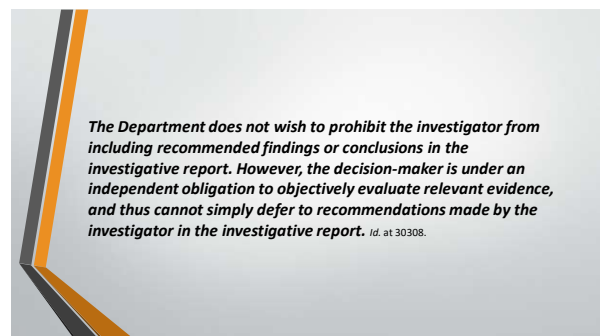 The Department does not wish to prohibit the investigator from
including recommended findings or conclusions in the
investigative report. However, the decision-maker is under an
independent obligation to objectively evaluate relevant evidence,
and thus cannot simply defer to recommendations made by the
investigator in the investigative report. Id. at 30308.